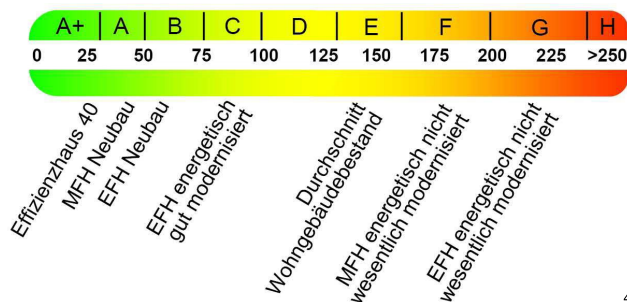 A+ A B C D E F G H
0 25 50 75 100 125 150 175 200 225 >250
Effizienzhaus 40
MFH Neubau
EFH Neubau
EFH energetisch
gut modernisiert
Durchschnitt
Wohngebäudebestand
MFH energetisch nicht
wesentlich modernisiert
EFH energetisch nicht
wesentlich modernisiert
4